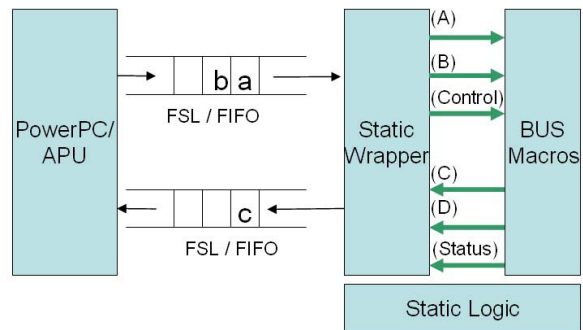 (A)
b a
(B)
FSL / FIFO
(Control)
PowerPC/
APU
Static
Wrapper
BUS
Macros
(C)
c
(D)
FSL / FIFO
(Status)
Static Logic